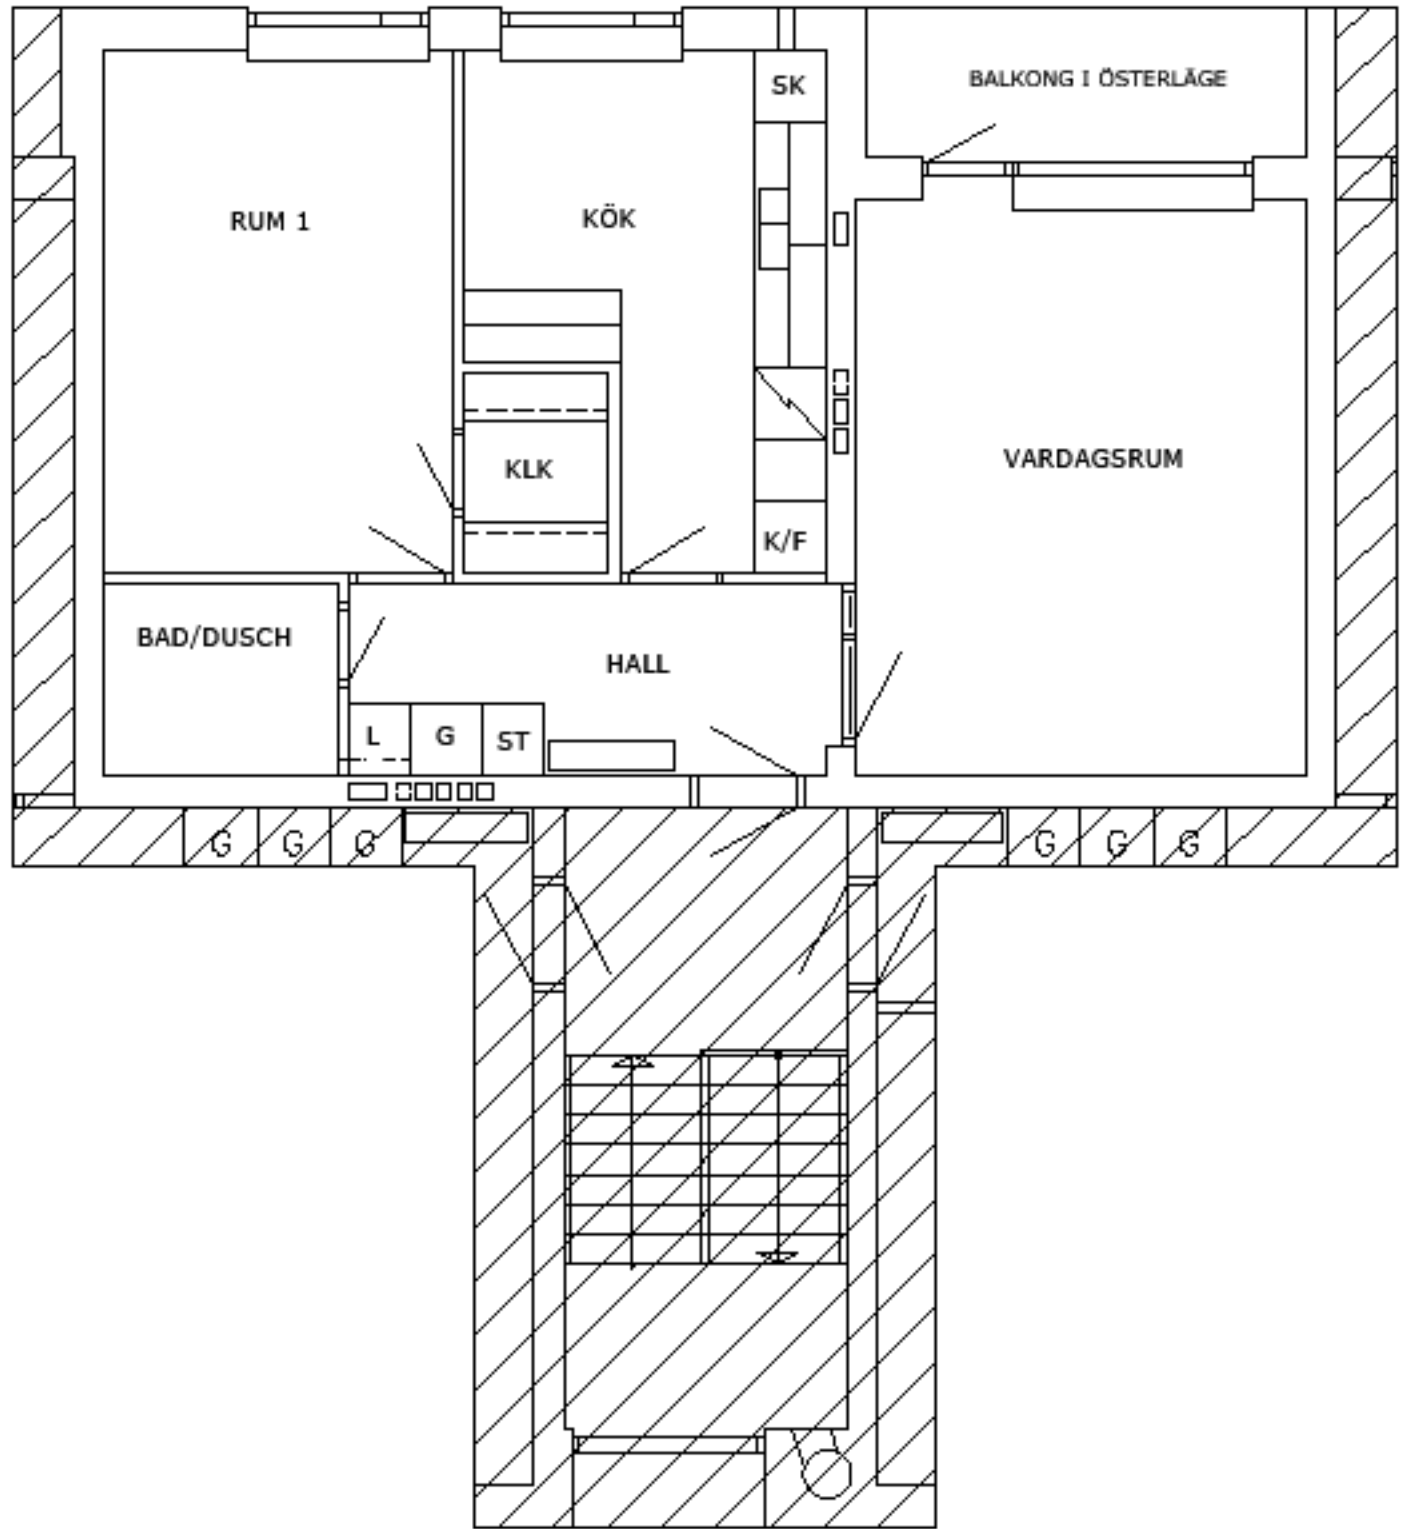 SK
BALKONG I ÖSTERLÄGE
RUM 1
KÖK
VARDAGSRUM
KLK
K/F
BAD/DUSCH
HALL
L
G
ST
G
G
G
G
G
G